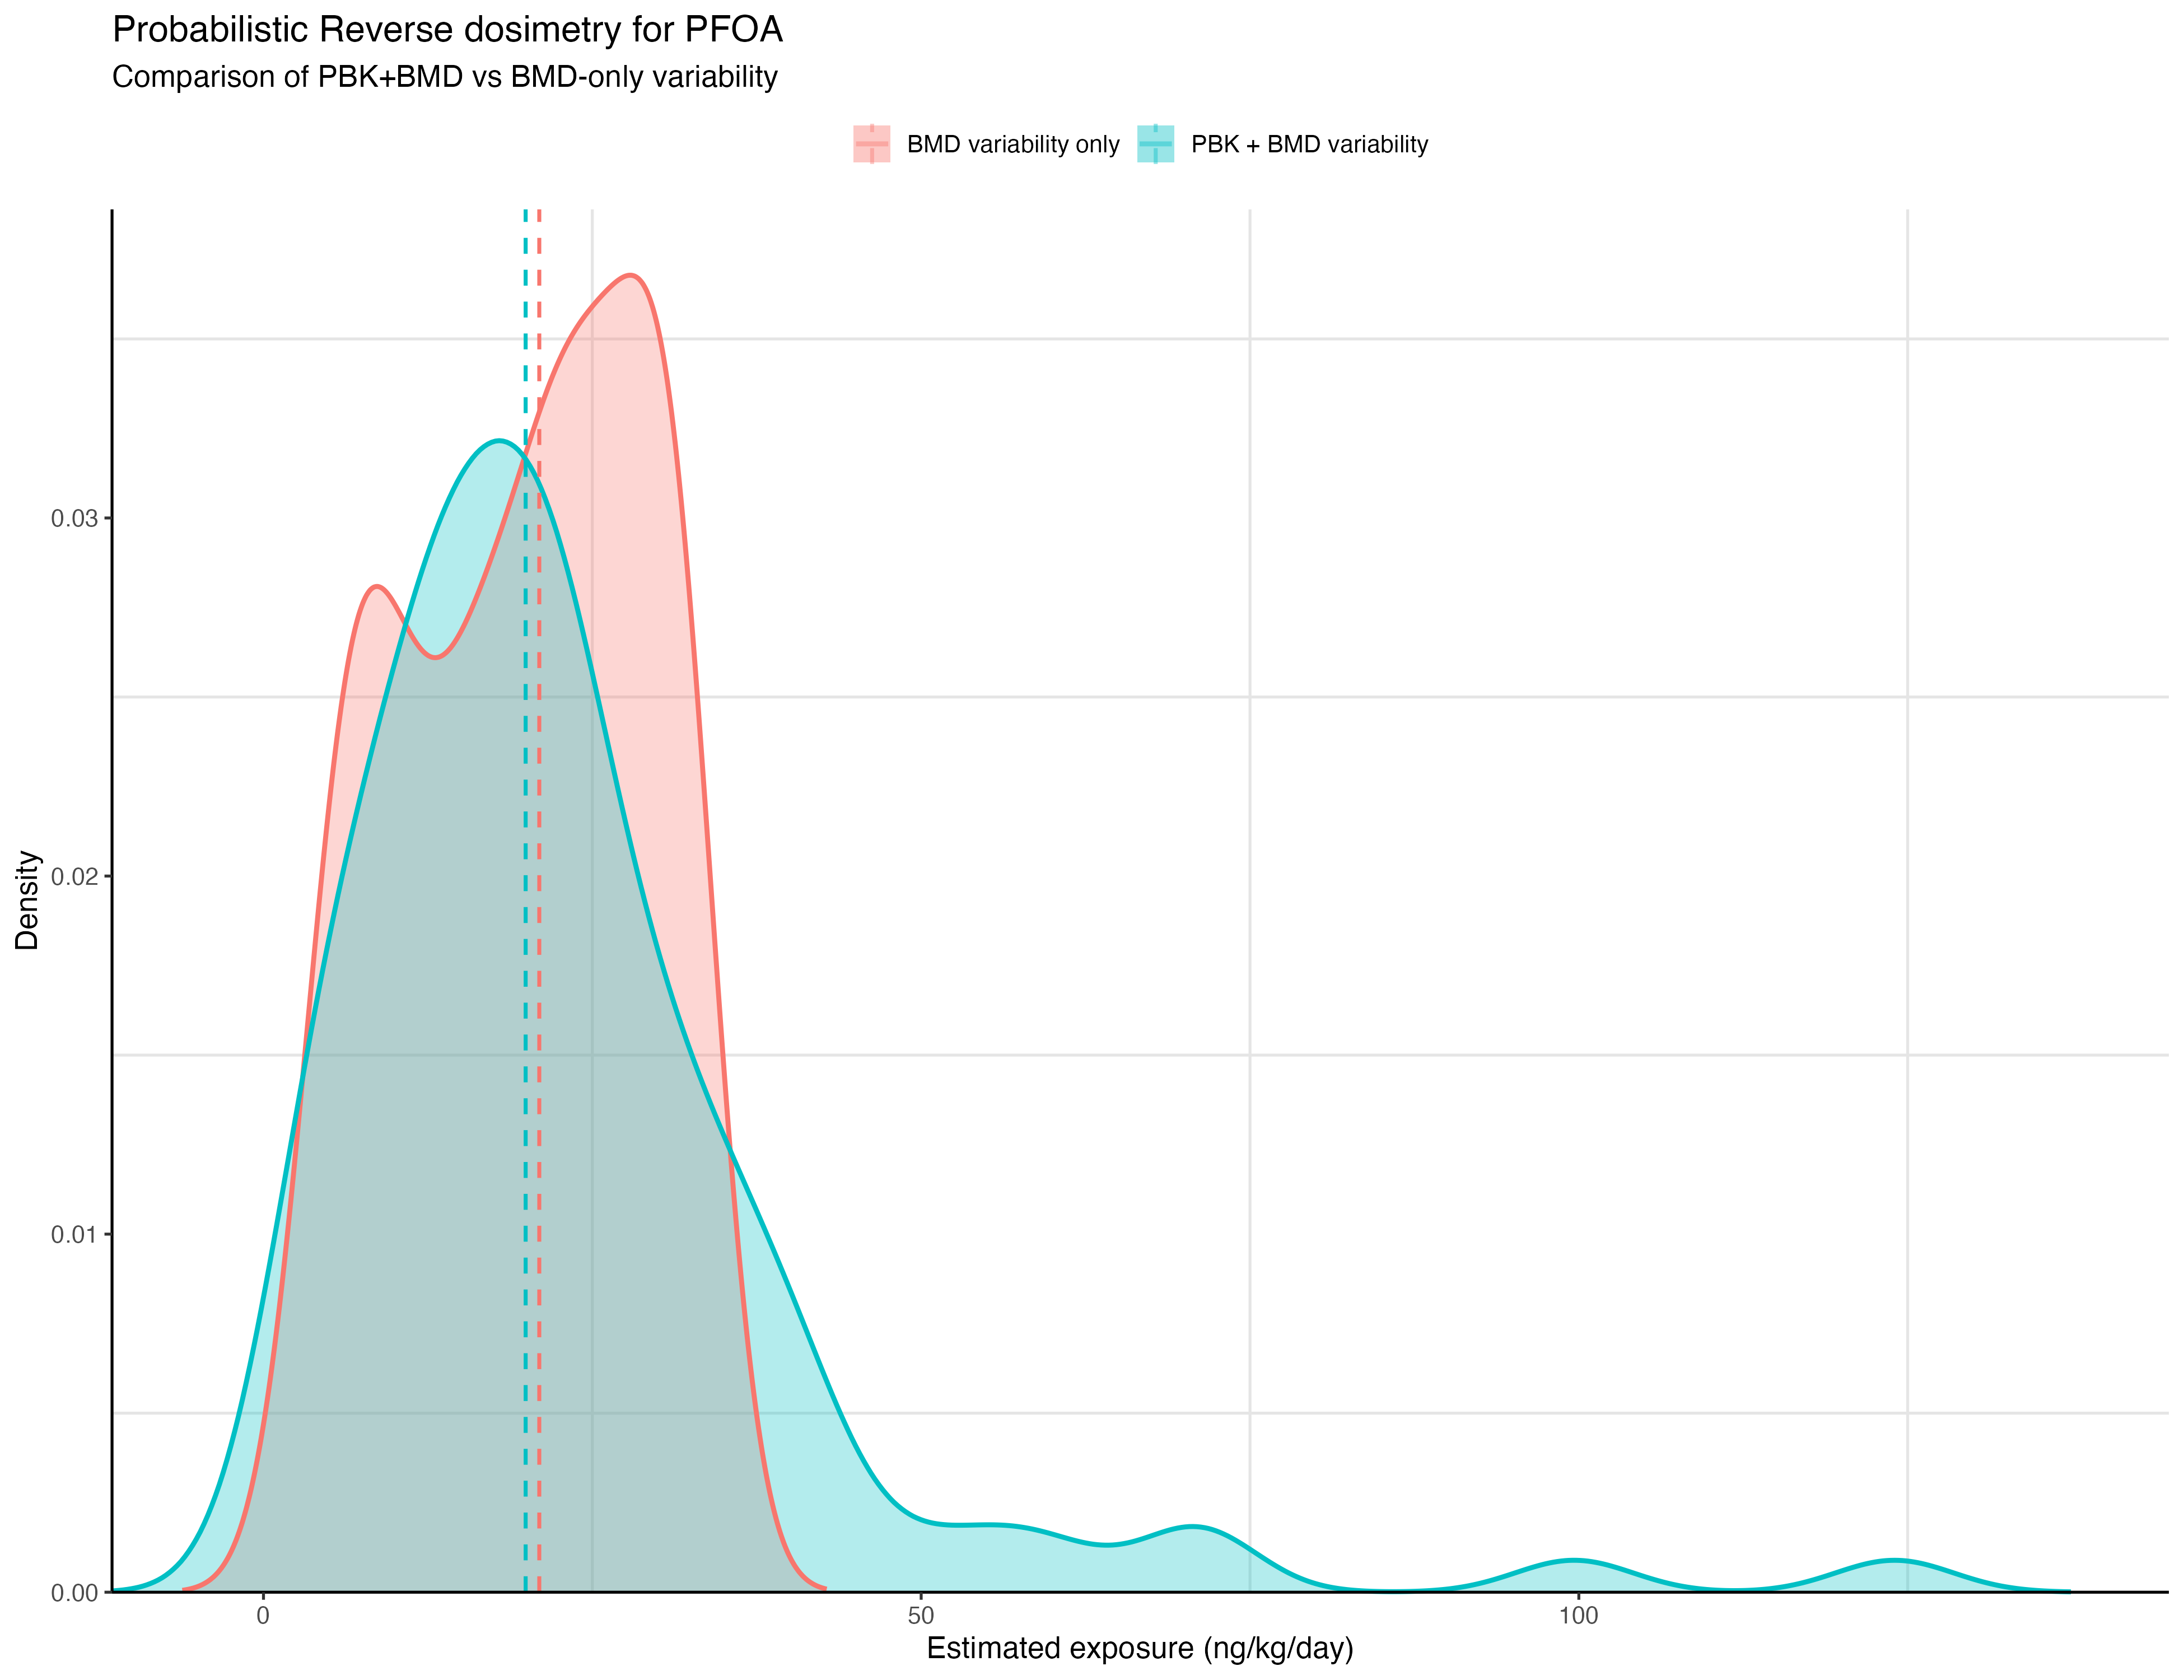 Probabilistic Reverse dosimetry for PFOA
Comparison of PBK+BMD vs BMD-only variability
BMD variability only
PBK + BMD variability
Density
0.03
0.02
0.01
0.00
0
50
100
Estimated exposure (ng/kg/day)